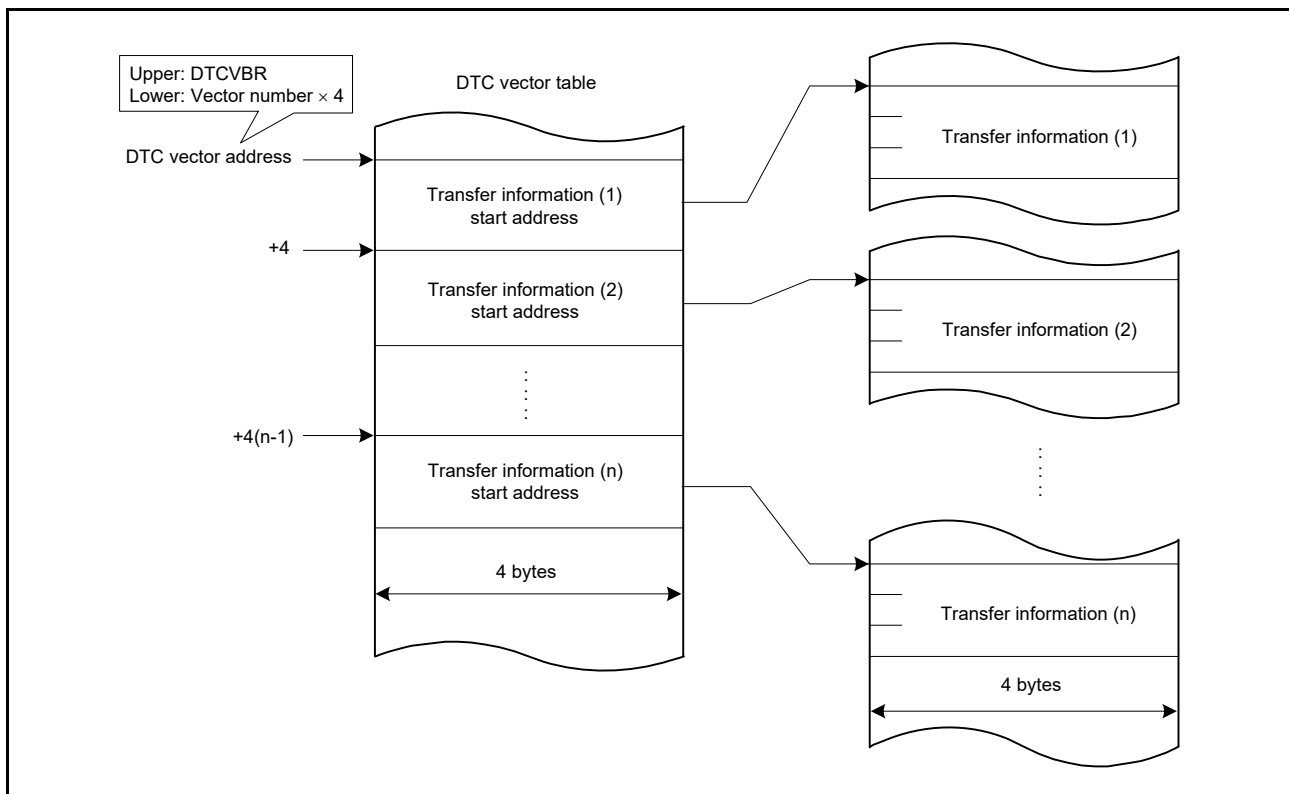 Upper: DTCVBR
Lower: Vector number × 4
DTC vector table
DTC vector address
Transfer information (1)
start address
+4
Transfer information (2)
start address
+4(n-1)
Transfer information (n)
start address
4 bytes
Transfer information (1)
Transfer information (2)
Transfer information (n)
4 bytes